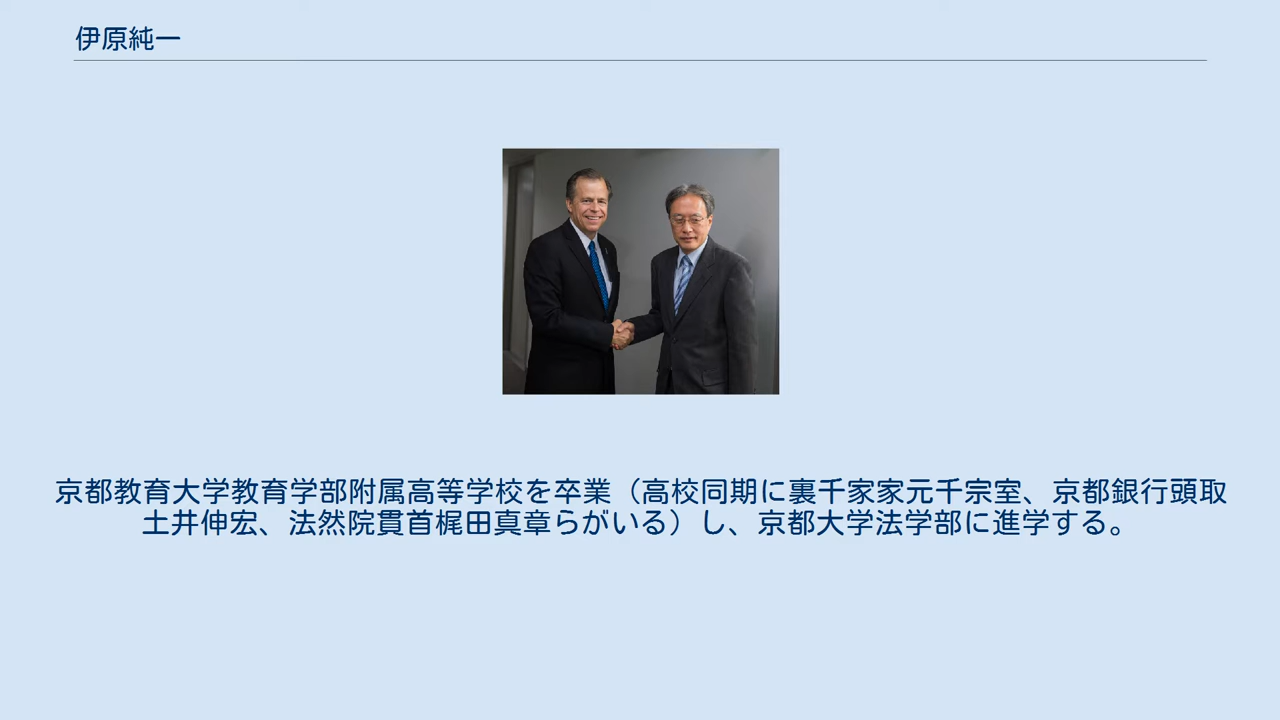 伊原純一
京都教育大学教育学部附属高等学校を卒業（高校同期に裏千家家元千宗室、京都銀行頭取
土井伸宏、法然院貫首梶田真章らがいる）し、京都大学法学部に進学する。